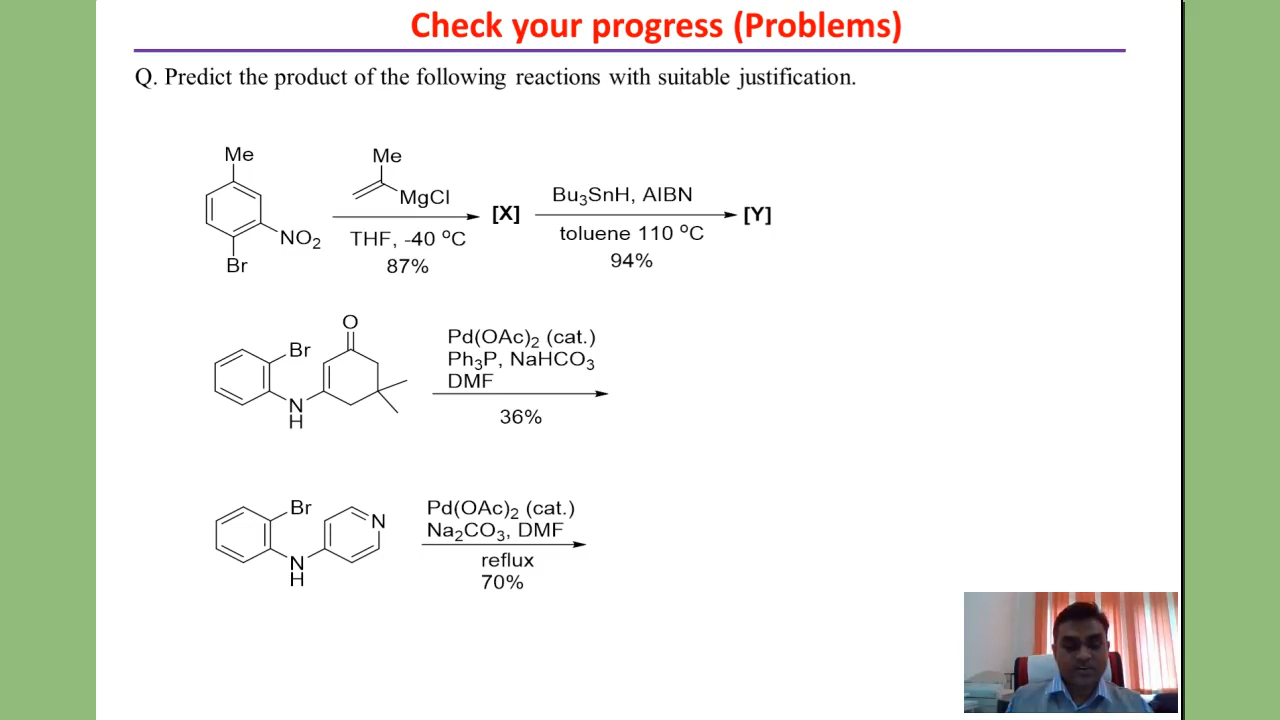 Check your progress (Problems)
Q. Predict the product of the following reactions with suitable justification.
Me
NO2
Br
Me
MgCl
THF, -40 ºC
87%
[X]
Bu3SnH, AIBN
toluene 110 ºC
94%
[Y]
O
Br
N
H
Pd(OAc)2 (cat.)
Ph3P, NaHCO3
DMF
36%
Br
N
N
H
Pd(OAc)2 (cat.)
Na2CO3, DMF
reflux
70%